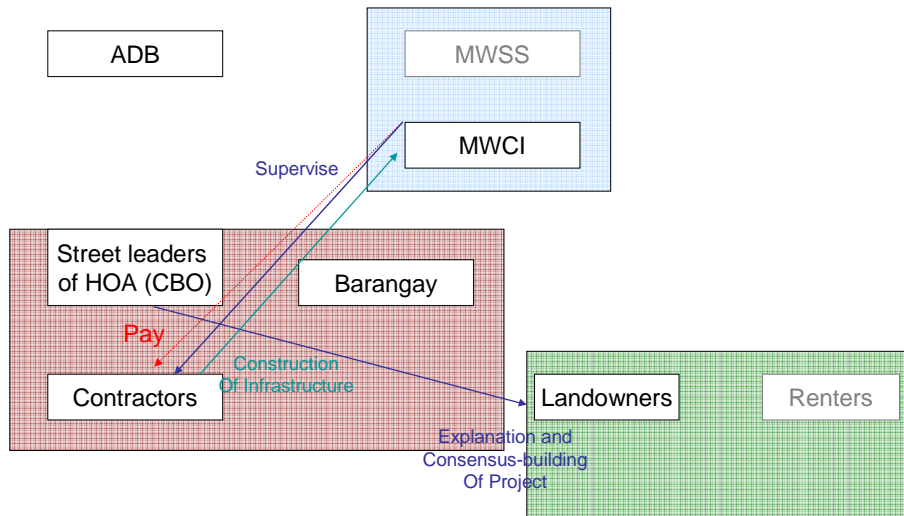 ADB
MWSS
MWCI
Supervise
Street leaders
of HOA (CBO)
Barangay
Pay
Construction
Of Infrastructure
Contractors
Landowners
Renters
Explanation and
Consensus-building
Of Project